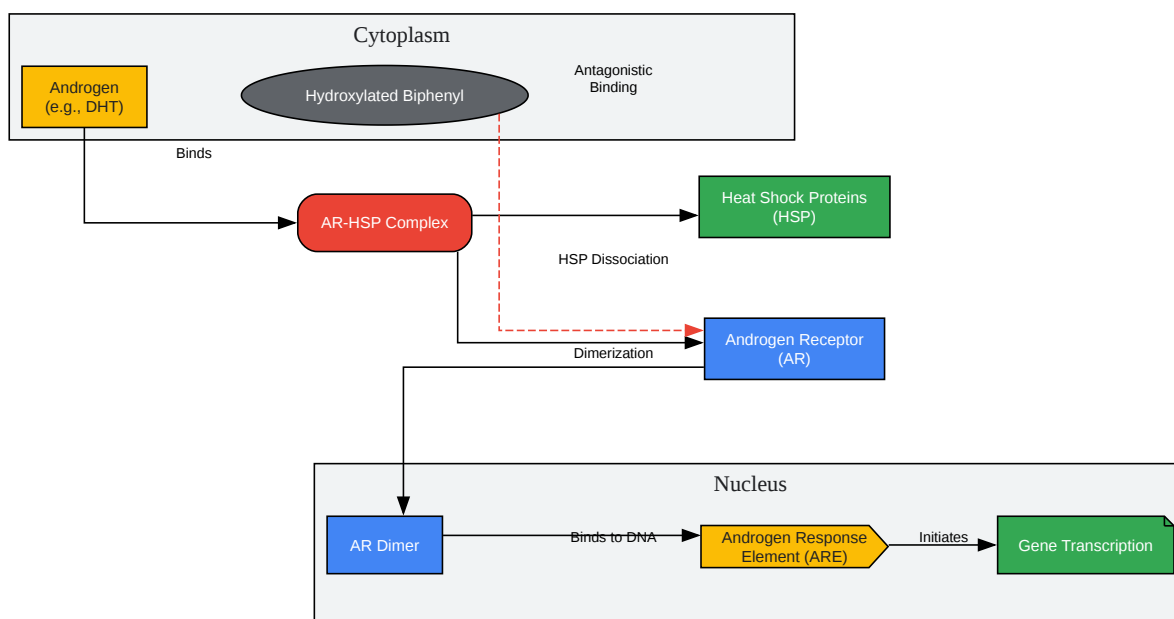 Cytoplasm
Androgen
(e.g., DHT)
Hydroxylated Biphenyl
Antagonistic
Binding
Binds
AR-HSP Complex
Heat Shock Proteins
(HSP)
HSP Dissociation
Androgen Receptor
(AR)
Dimerization
Nucleus
AR Dimer
Binds to DNA
Androgen Response
Element (ARE)
Initiates
Gene Transcription